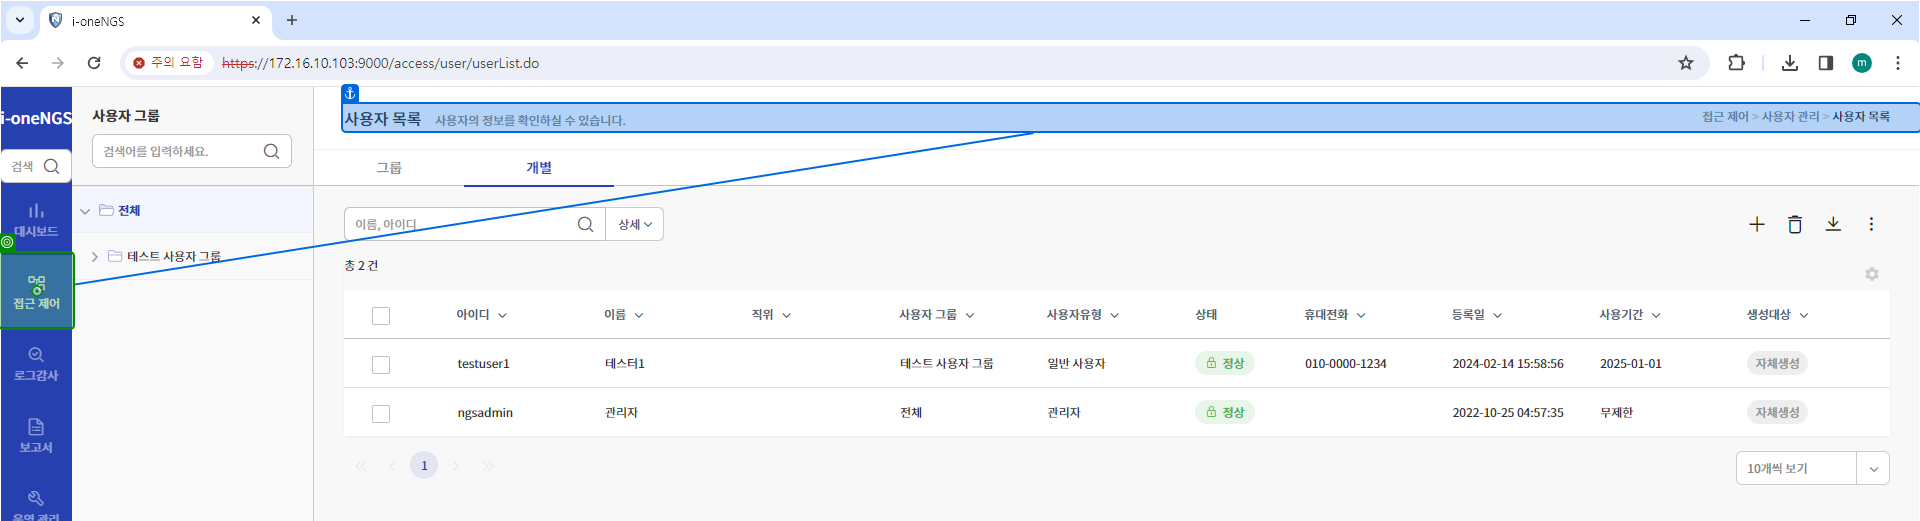 i-oneNGS
주의 요함
https://172.16.10.103:9000/access/user/userList.do
m
i-oneNGS
검색
대시보드
접근 제어
로그감사
보고서
운영 관리
사용자 그룹
검색어를 입력하세요.
전체
테스트 사용자 그룹
사용자 목록 사용자의 정보를 확인하실 수 있습니다.
접근 제어 > 사용자 관리 > 사용자 목록
그룹 개별
이름, 아이디 상세
총 2 건
아이디 이름 직위 사용자 그룹 사용자유형 상태 휴대전화 등록일 사용기간 생성대상
testuser1 테스터1 테스트 사용자 그룹 일반 사용자 정상 010-0000-1234 2024-02-14 15:58:56 2025-01-01 자체생성
ngsadmin 관리자 전체 관리자 정상 2022-10-25 04:57:35 무제한 자체생성
1
10개씩 보기